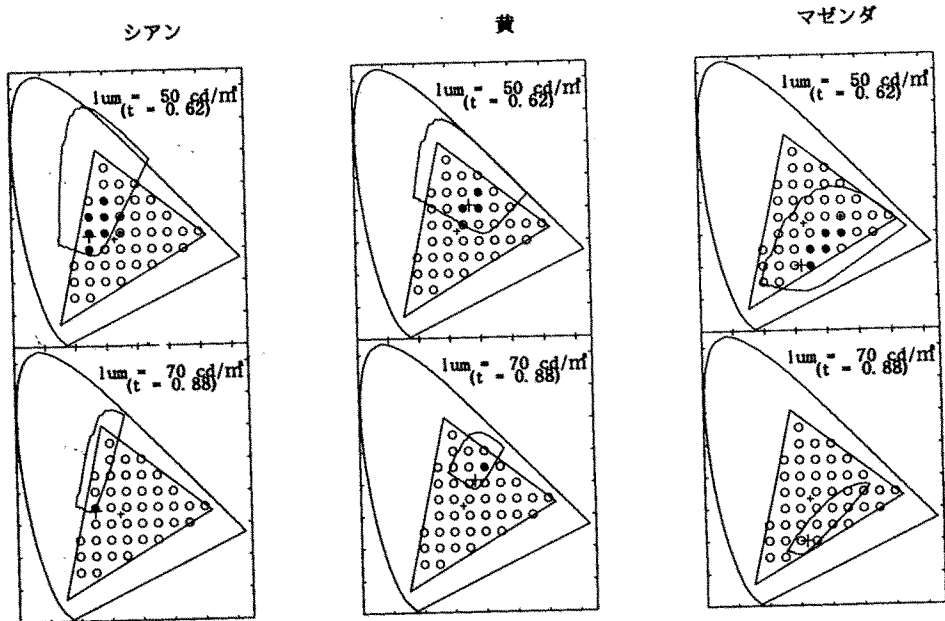 シアン
黄
マゼンダ
lum = 50 cd/㎡
(t = 0.62)
lum = 50 cd/㎡
(t = 0.62)
lum = 50 cd/㎡
(t = 0.62)
lum = 70 cd/㎡
(t = 0.88)
lum = 70 cd/㎡
(t = 0.88)
lum = 70 cd/㎡
(t = 0.88)